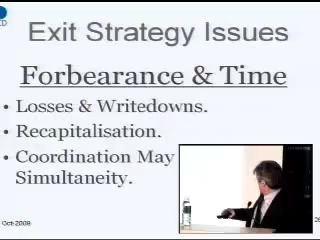 Exit Strategy Issues
Forbearance & Time
• Losses & Writedowns.
• Recapitalisation.
• Coordination May
Simultaneity.
Oct-2009